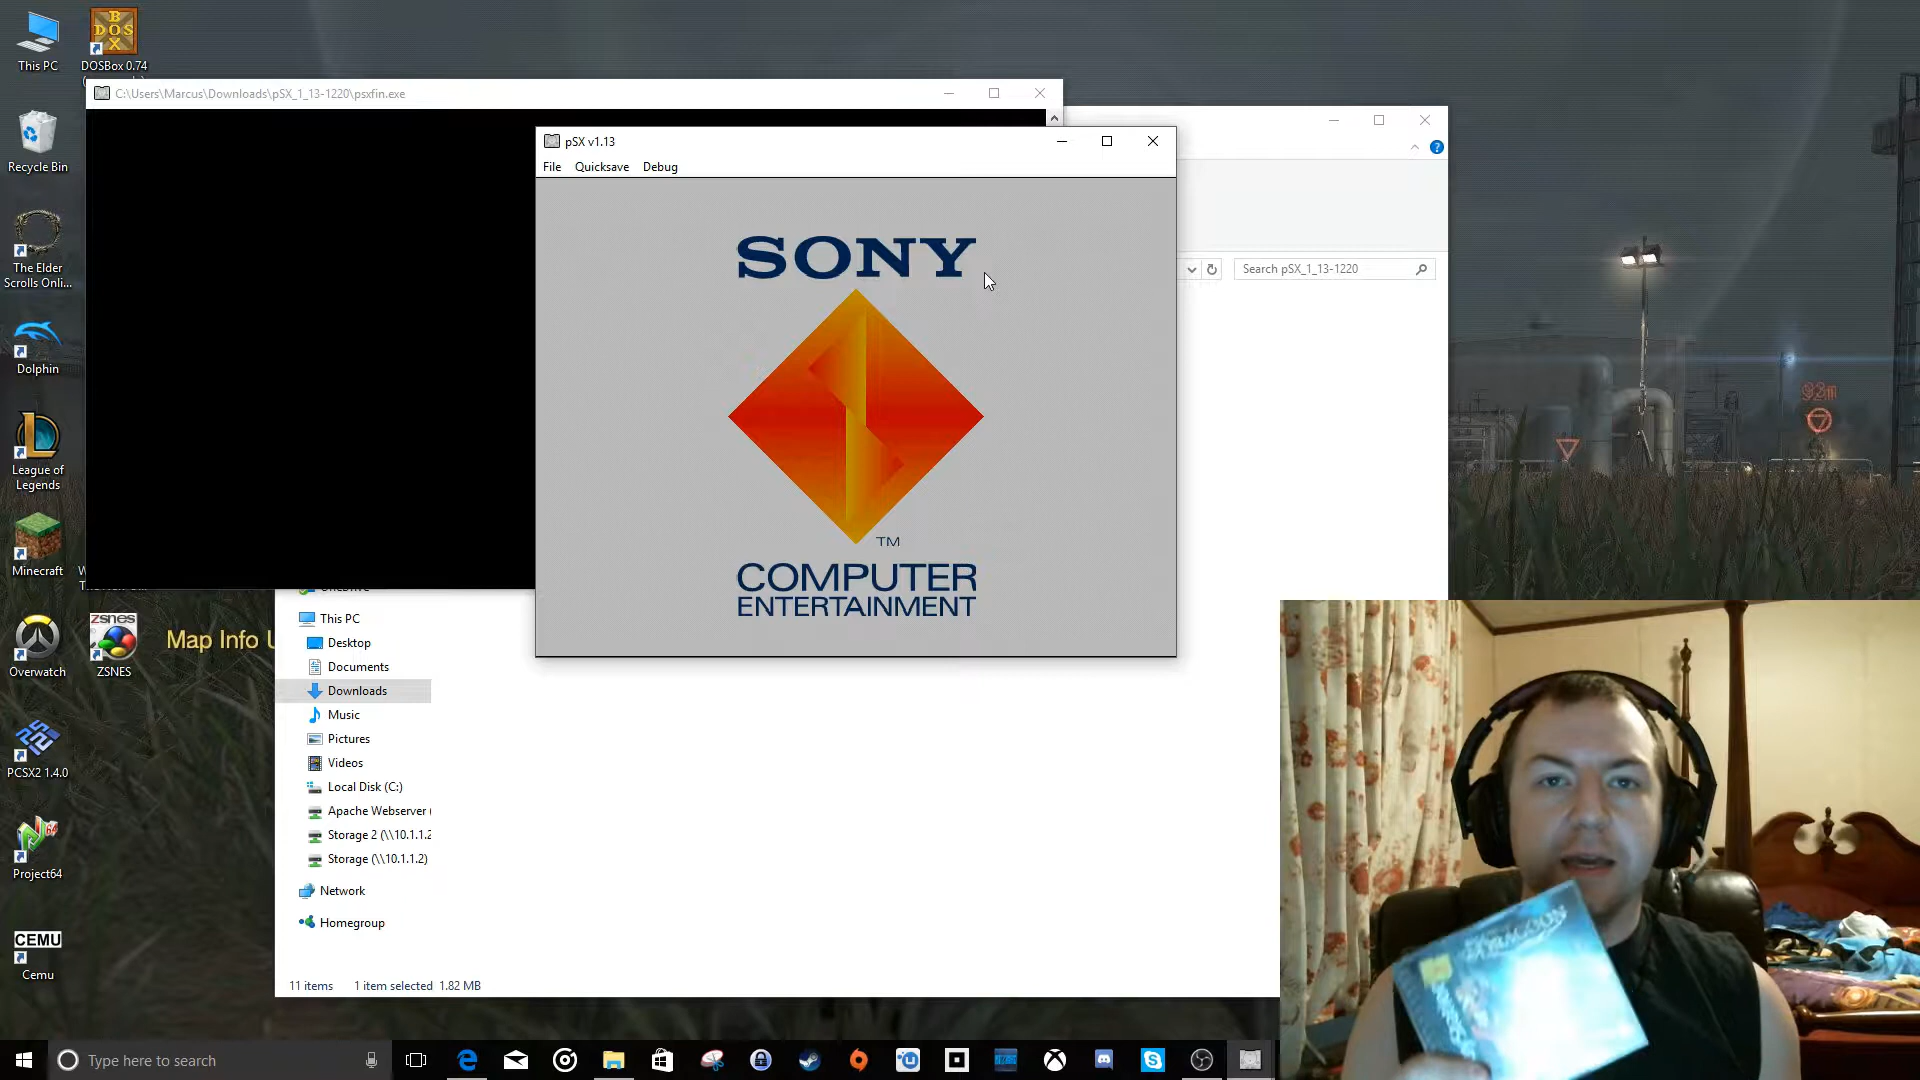 This PC
DOSBox 0.74
Recycle Bin
The Elder
Scrolls Onli...
Dolphin
League of
Legends
Minecraft
Overwatch
ZSNES
ZSNES
PCSX2 1.4.0
Project64
CEMU
Cemu
Map Info U
C:\Users\Marcus\Downloads\pSX_1_13-1220\psxfin.exe
pSX v1.13
File Quicksave Debug
SONY
TM
COMPUTER
ENTERTAINMENT
Search pSX_1_13-1220
92m
This PC
Desktop
Documents
Downloads
Music
Pictures
Videos
Local Disk (C:)
Apache Webserver (
Storage 2 (\\10.1.1.2
Storage (\\10.1.1.2)
Network
Homegroup
11 items 1 item selected 1.82 MB
Type here to search